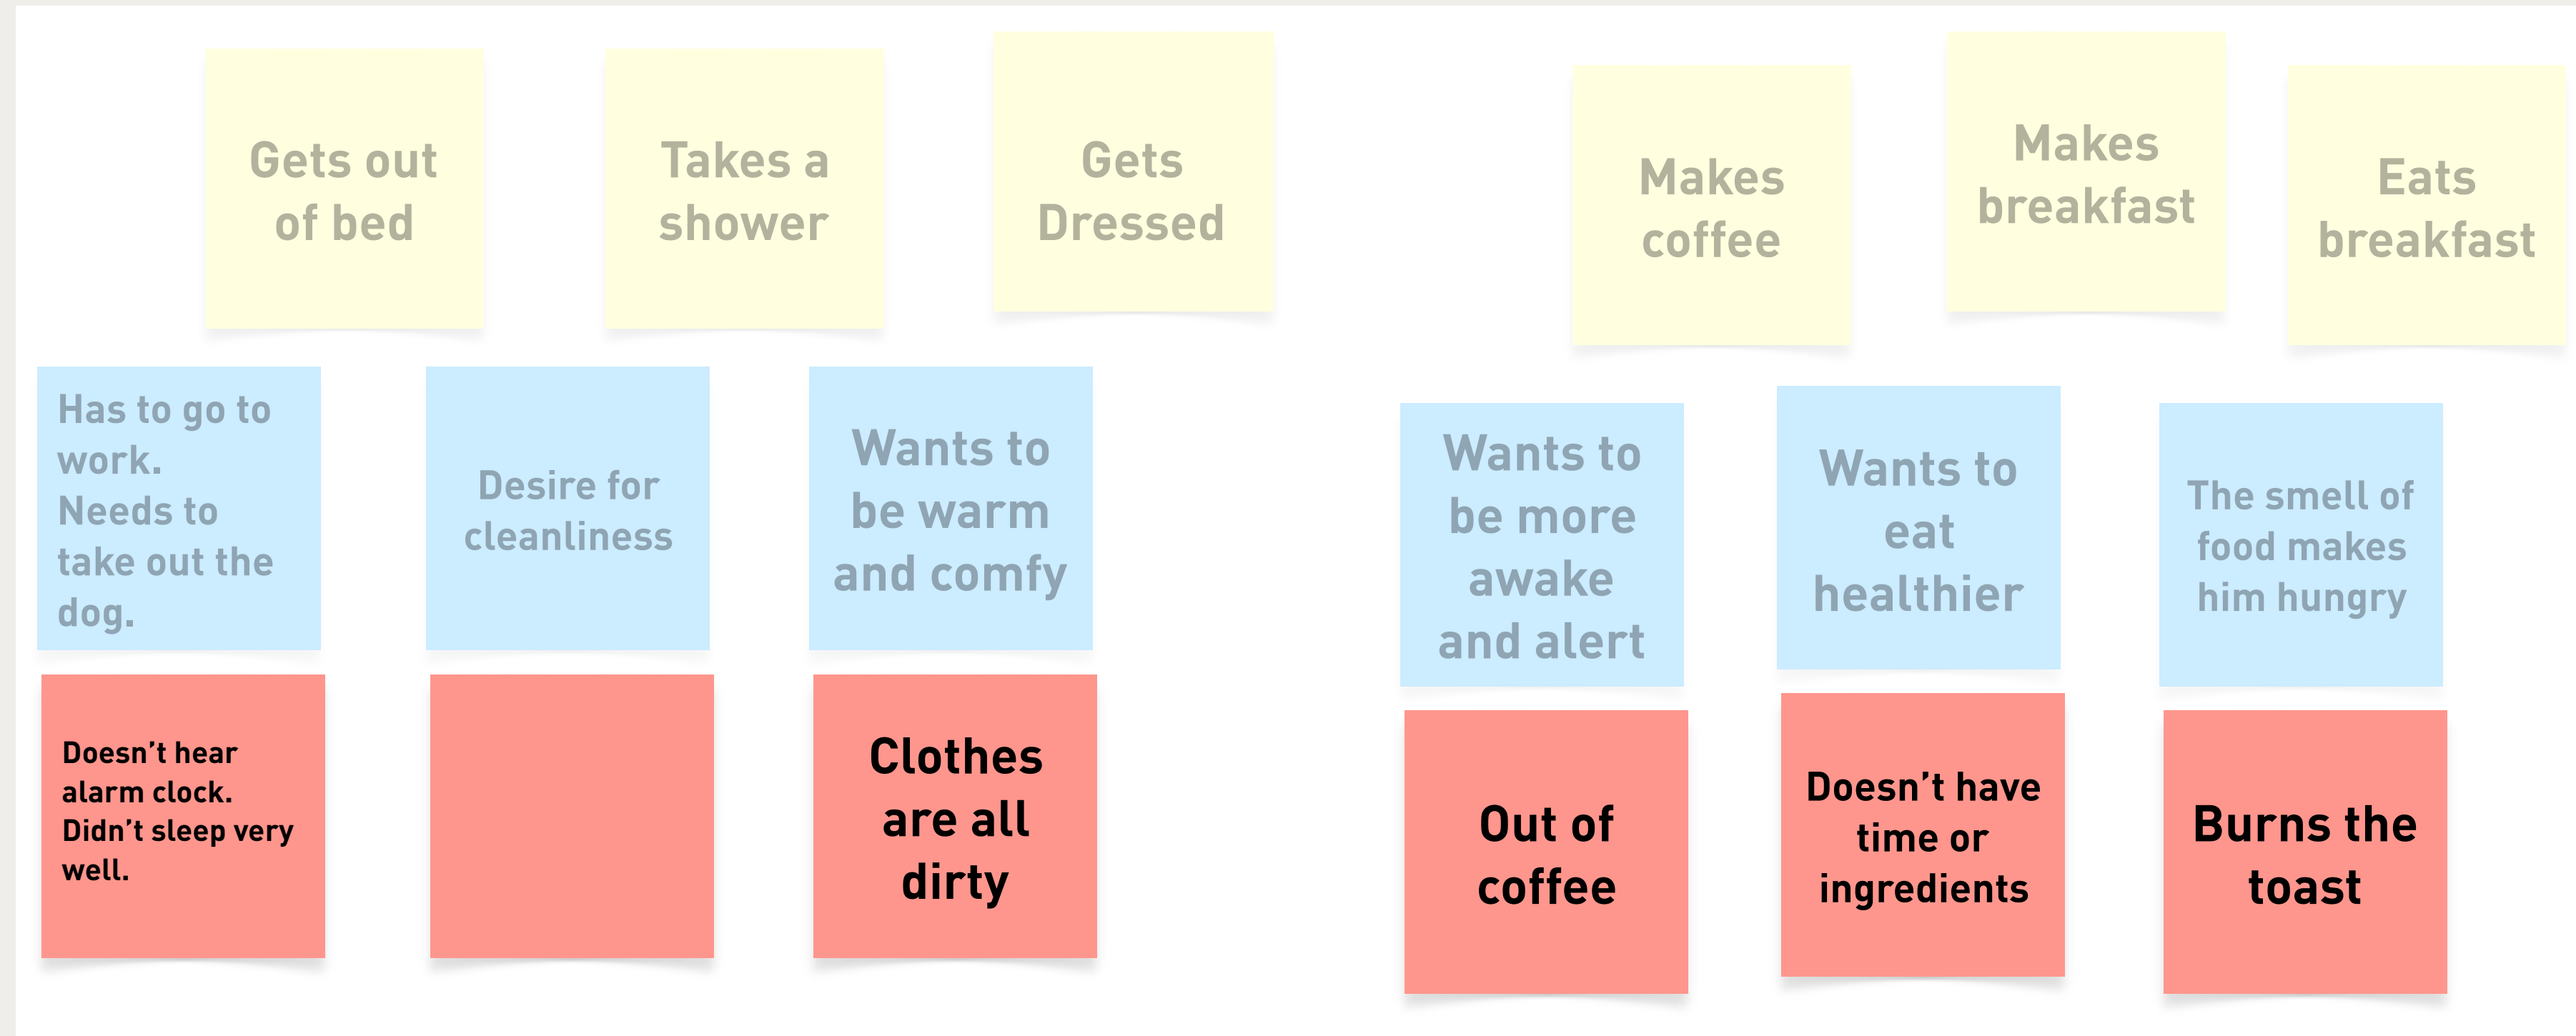 Gets out
of bed
Takes a
shower
Gets
Dressed
Makes
coffee
Makes
breakfast
Eats
breakfast
Has to go to
work.
Needs to
take out the
dog.
Desire for
cleanliness
Wants to
be warm
and comfy
Wants to
be more
awake
and alert
Wants to
eat
healthier
The smell of
food makes
him hungry
Doesn’t hear
alarm clock.
Didn’t sleep very
well.
Clothes
are all
dirty
Out of
coffee
Doesn’t have
time or
ingredients
Burns the
toast